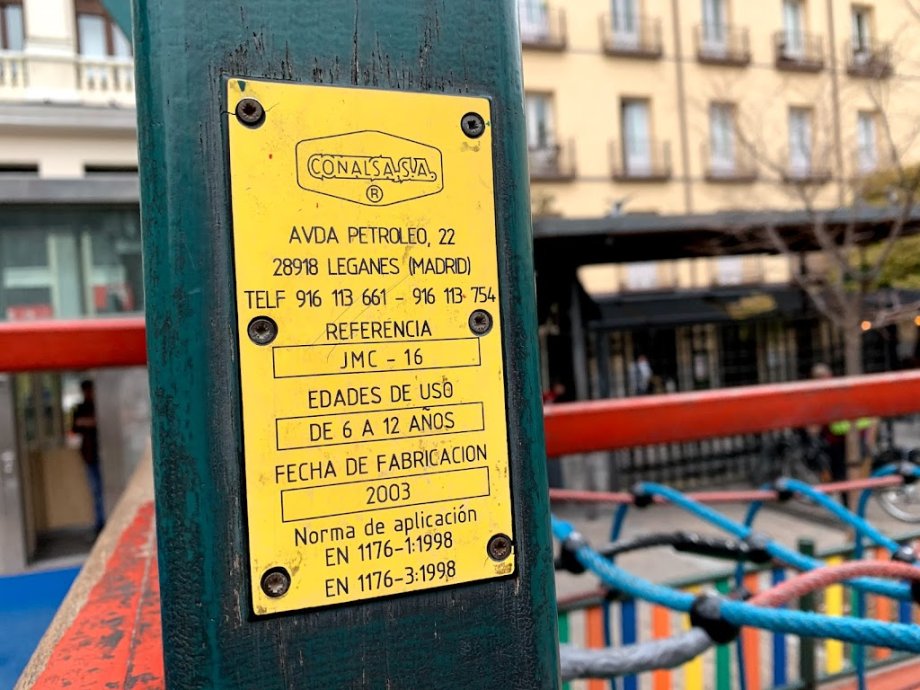 CONALSA,S.A.
®
AVDA PETROLEO, 22
28918 LEGANES (MADRID)
TELF 916 113 661 - 916 113 754
REFERENCIA
JMC - 16
EDADES DE USO
DE 6 A 12 AÑOS
FECHA DE FABRICACION
2003
Norma de aplicación
EN 1176-1:1998
EN 1176-3:1998